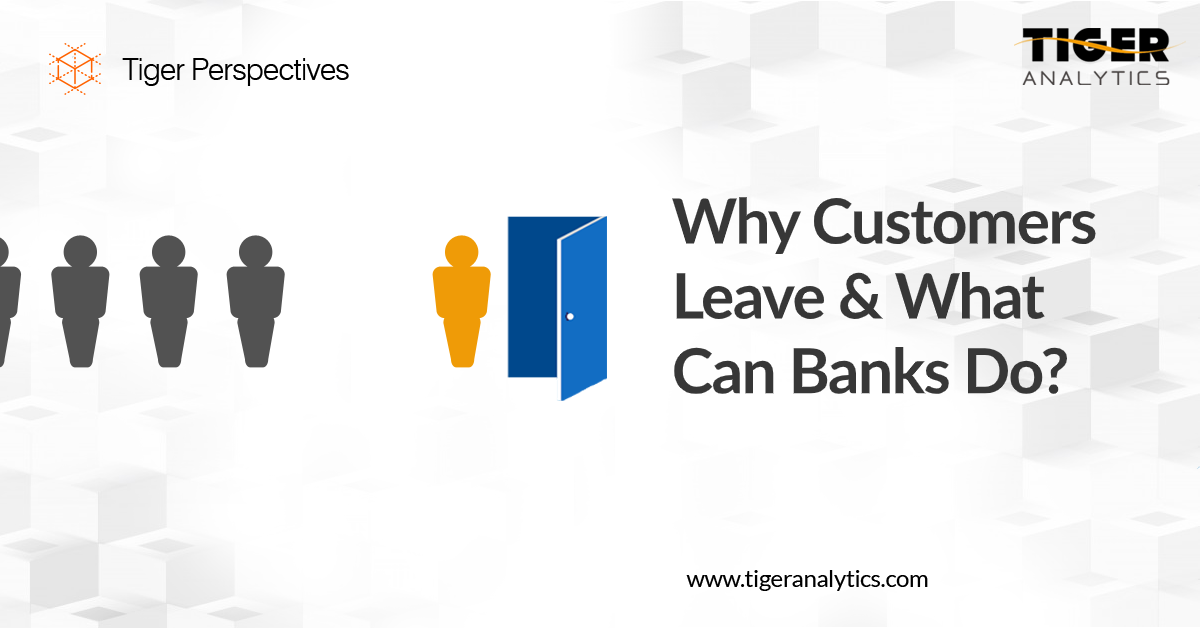 Tiger Perspectives
TIGER
ANALYTICS
Why Customers
Leave & What
Can Banks Do?
www.tigeranalytics.com